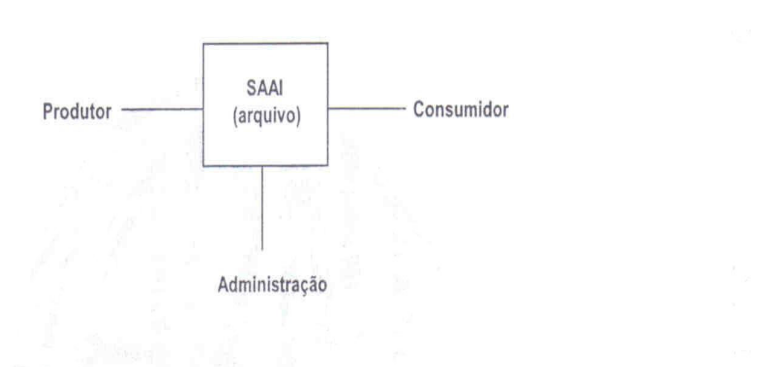 SAAI
(arquivo)
Produtor
Consumidor
Administração